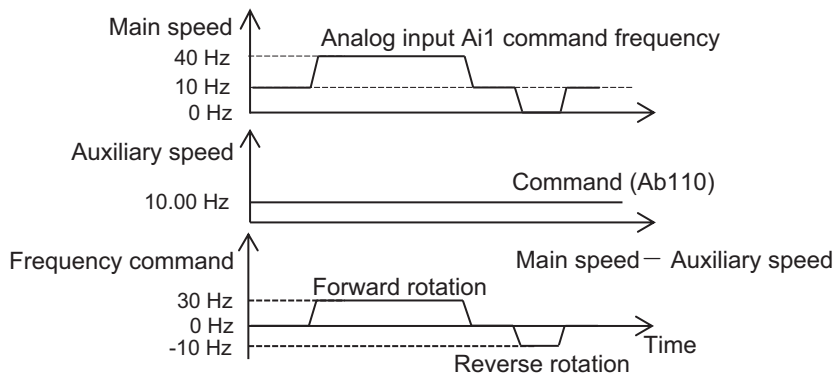 Main speed
Analog input Ai1 command frequency
40 Hz
10 Hz
0 Hz
Auxiliary speed
Command (Ab110)
10.00 Hz
Frequency command
Main speed － Auxiliary speed
Forward rotation
30 Hz
0 Hz
Time
-10 Hz
Reverse rotation